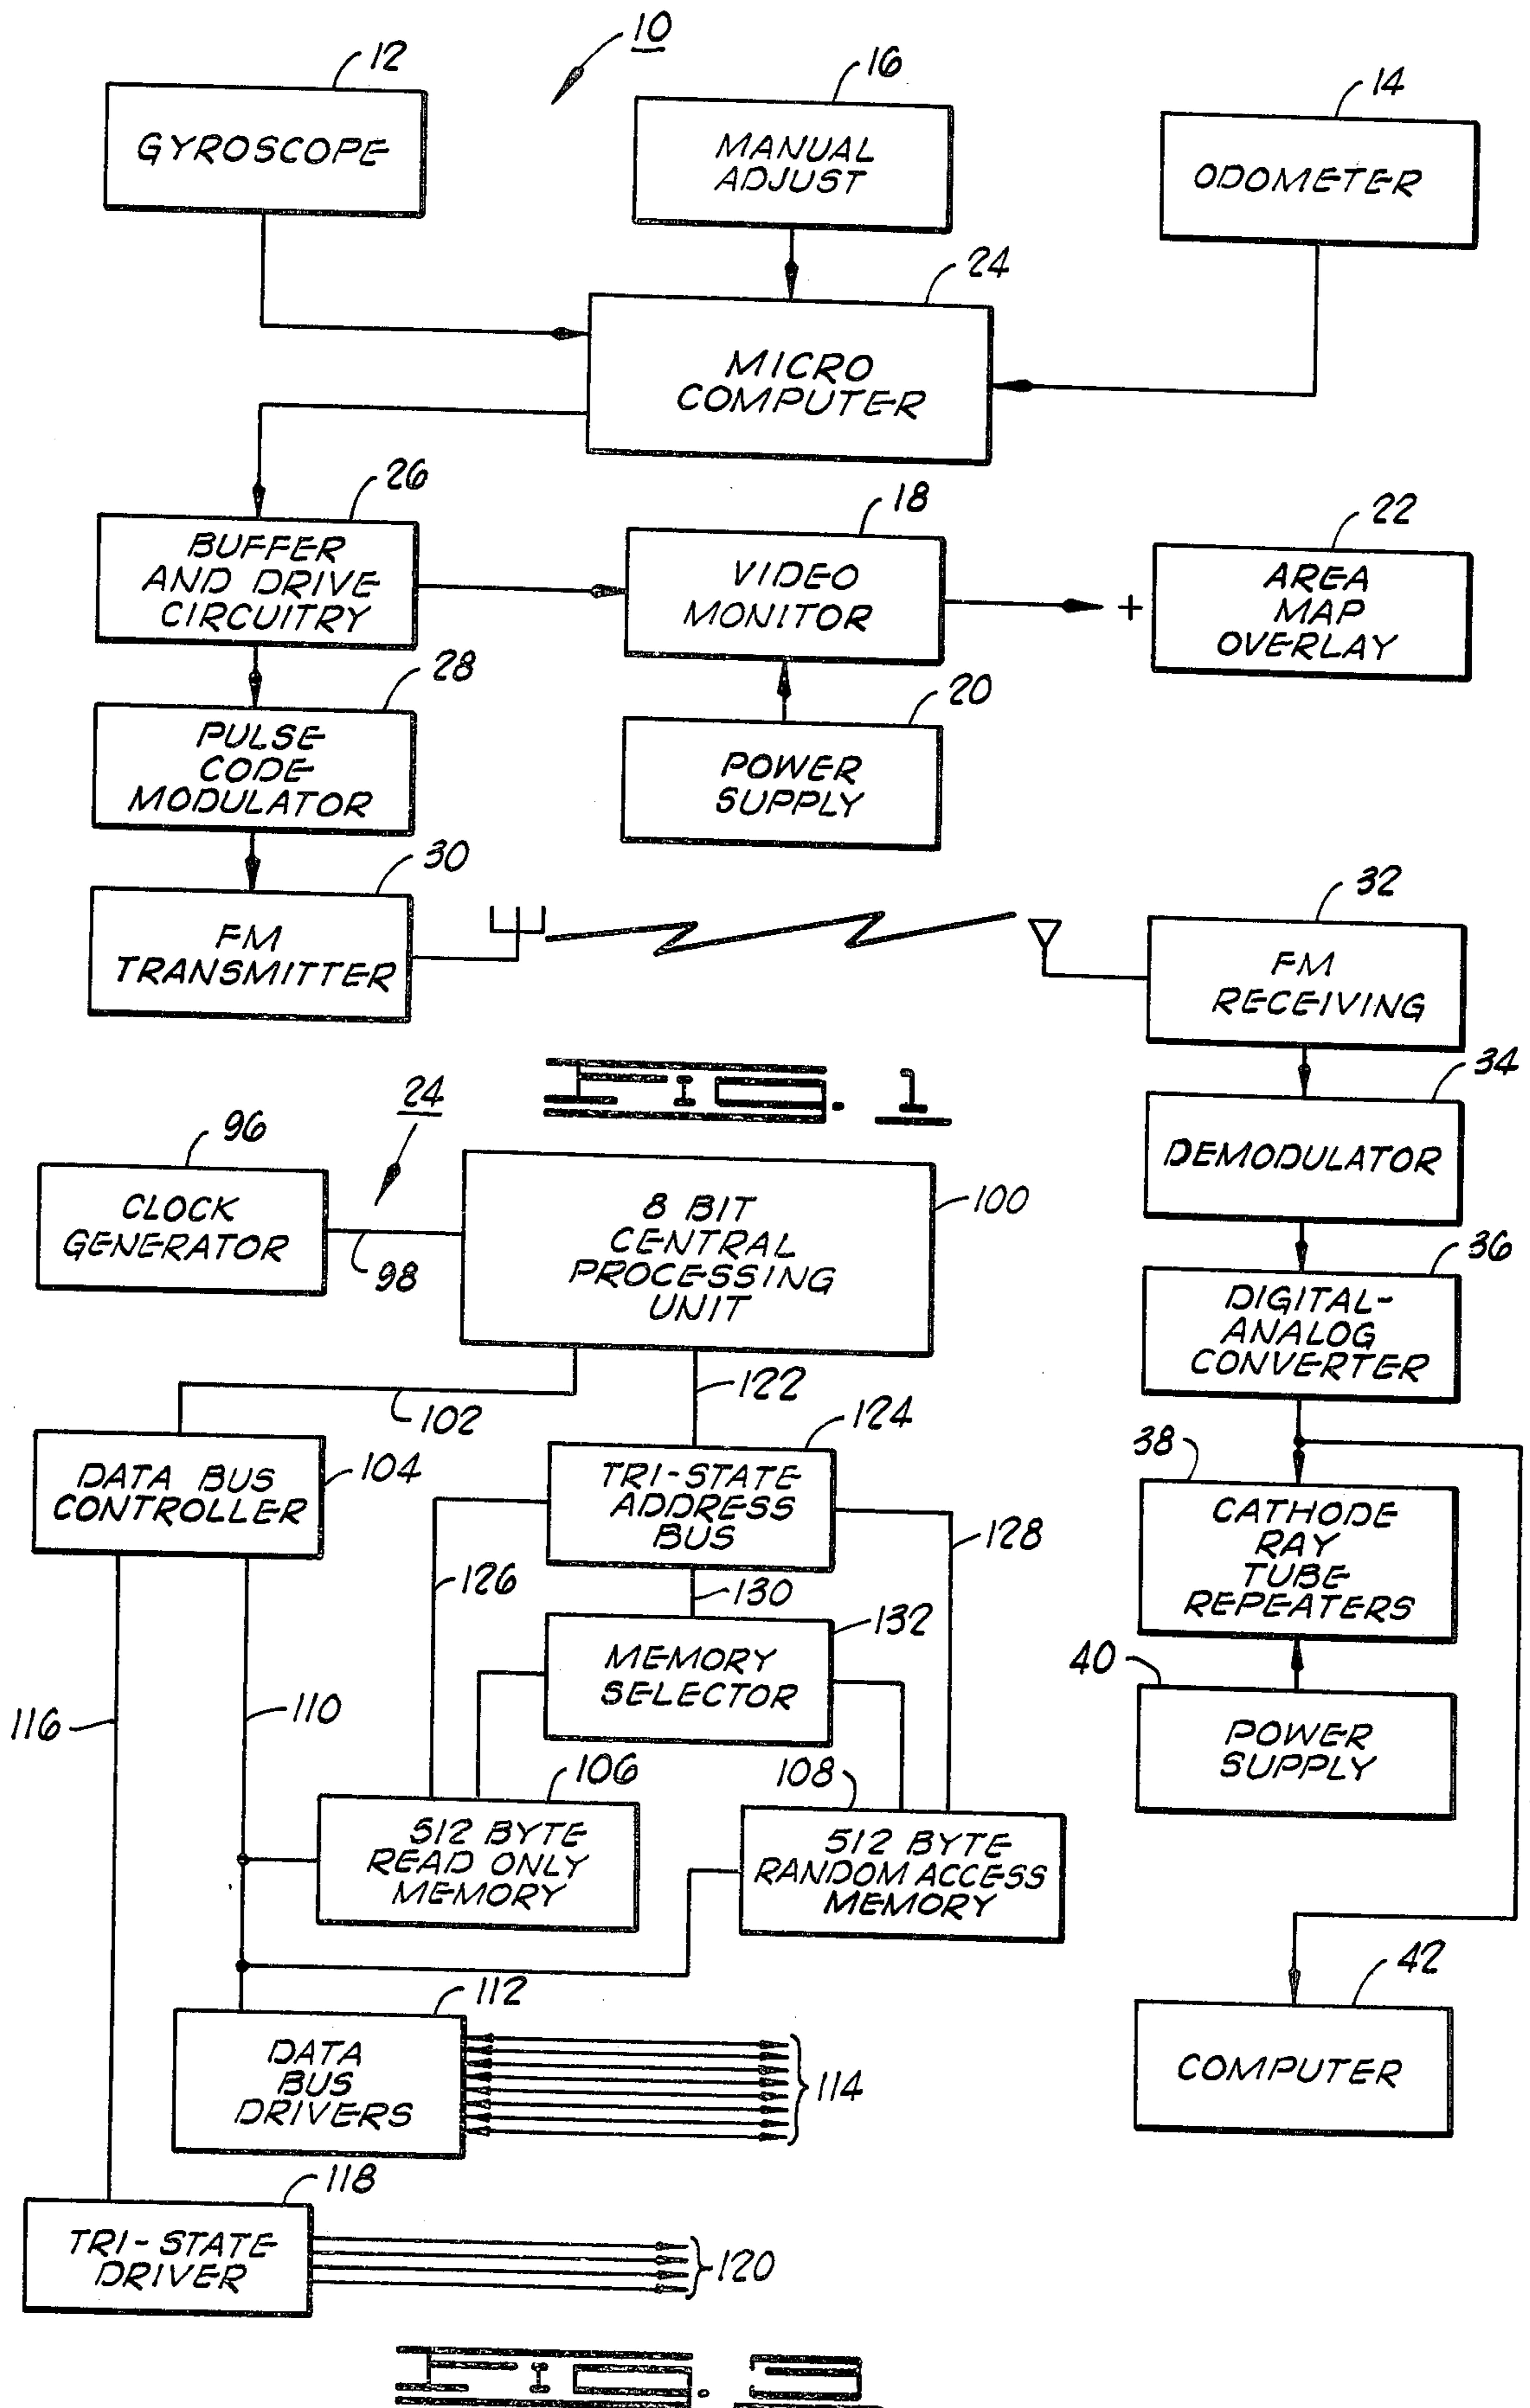 10
12
GYROSCOPE
16
MANUAL
ADJUST
14
ODOMETER
24
MICRO
COMPUTER
26
BUFFER
AND DRIVE
CIRCUITRY
18
VIDEO
MONITOR
+
22
AREA
MAP
OVERLAY
28
PULSE
CODE
MODULATOR
20
POWER
SUPPLY
30
FM
TRANSMITTER
32
FM
RECEIVING
34
DEMODULATOR
36
DIGITAL-
ANALOG
CONVERTER
38
CATHODE
RAY
TUBE
REPEATERS
40
POWER
SUPPLY
42
COMPUTER
FIG. 1
24
96
CLOCK
GENERATOR
98
100
8 BIT
CENTRAL
PROCESSING
UNIT
102
122
104
DATA BUS
CONTROLLER
124
TRI-STATE
ADDRESS
BUS
126
128
130
132
MEMORY
SELECTOR
116
110
106
512 BYTE
READ ONLY
MEMORY
108
512 BYTE
RANDOM ACCESS
MEMORY
112
DATA
BUS
DRIVERS
114
118
TRI-STATE
DRIVER
120